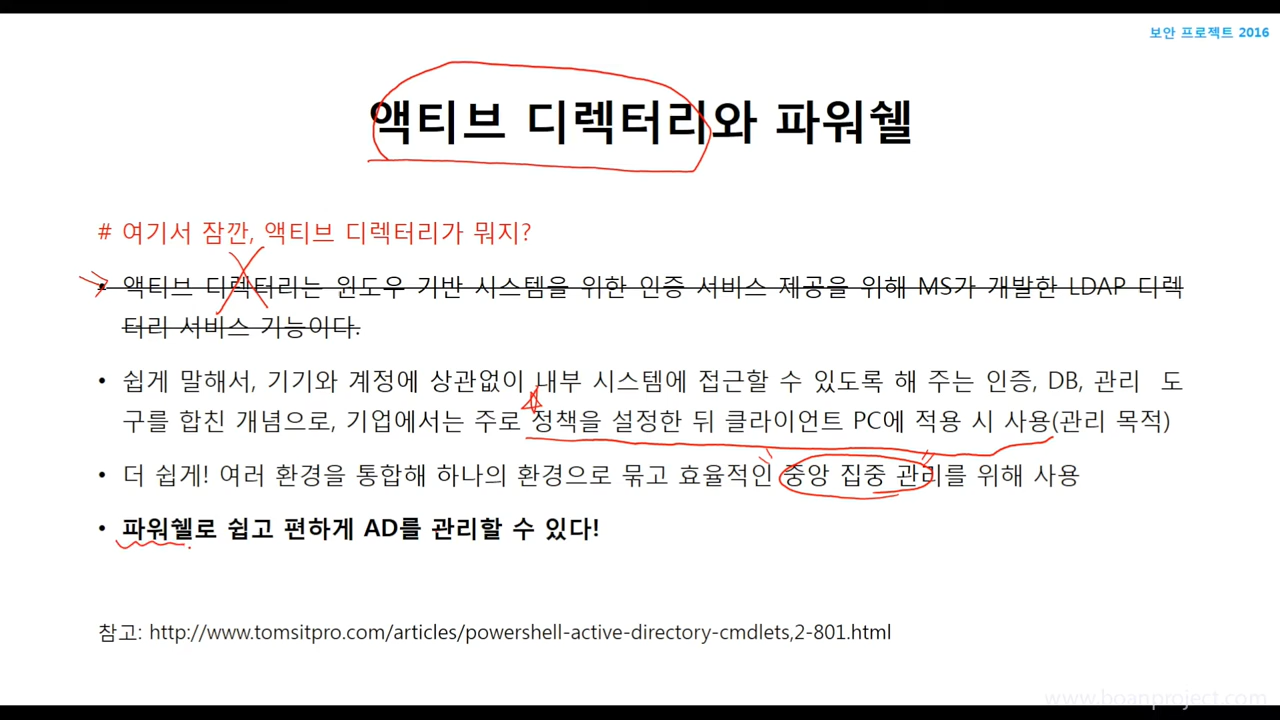 보안 프로젝트 2016
액티브 디렉터리와 파워쉘
# 여기서 잠깐, 액티브 디렉터리가 뭐지?
• 액티브 디렉터리는 윈도우 기반 시스템을 위한 인증 서비스 제공을 위해 MS가 개발한 LDAP 디렉
터리 서비스 기능이다.
• 쉽게 말해서, 기기와 계정에 상관없이 내부 시스템에 접근할 수 있도록 해 주는 인증, DB, 관리 도
구를 합친 개념으로, 기업에서는 주로 정책을 설정한 뒤 클라이언트 PC에 적용 시 사용(관리 목적)
• 더 쉽게! 여러 환경을 통합해 하나의 환경으로 묶고 효율적인 중앙 집중 관리를 위해 사용
• 파워쉘로 쉽고 편하게 AD를 관리할 수 있다!
참고: http://www.tomsitpro.com/articles/powershell-active-directory-cmdlets,2-801.html
www.boanproject.com